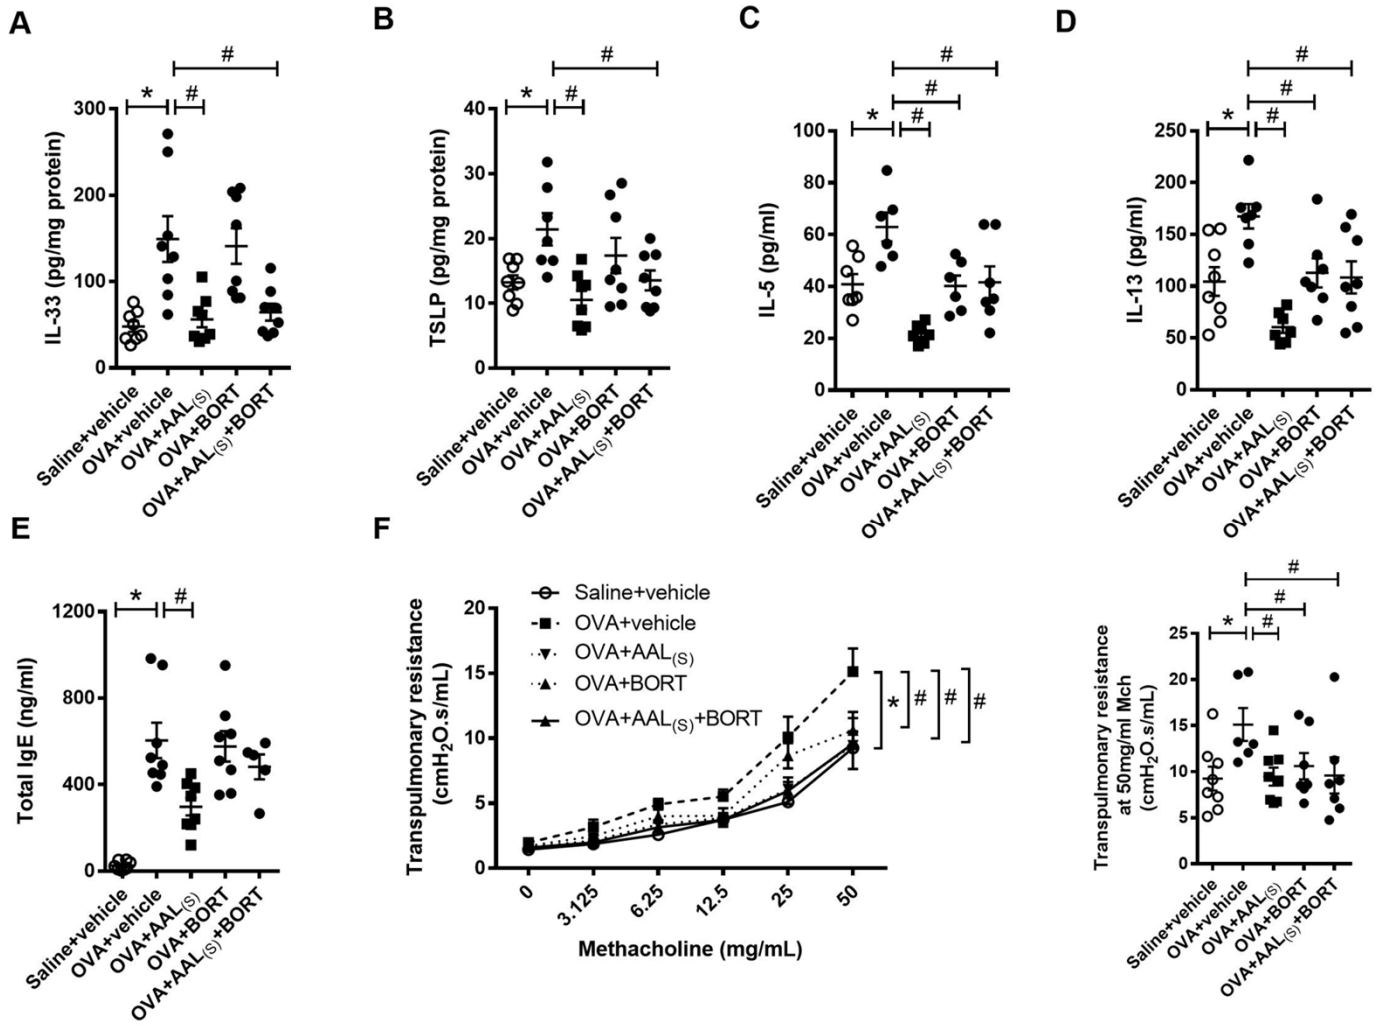 A
B
C
D
#
* #
300
200
100
0
IL-33 (pg/mg protein)
Saline+vehicle
OVA+vehicle
OVA+AAL(S)
OVA+BORT
OVA+AAL(S)+BORT
#
* #
40
30
20
10
0
TSLP (pg/mg protein)
Saline+vehicle
OVA+vehicle
OVA+AAL(S)
OVA+BORT
OVA+AAL(S)+BORT
#
#
* #
100
80
60
40
20
0
IL-5 (pg/ml)
Saline+vehicle
OVA+vehicle
OVA+AAL(S)
OVA+BORT
OVA+AAL(S)+BORT
#
#
* #
250
200
150
100
50
0
IL-13 (pg/ml)
Saline+vehicle
OVA+vehicle
OVA+AAL(S)
OVA+BORT
OVA+AAL(S)+BORT
E
F
* #
1200
800
400
0
Total IgE (ng/ml)
Saline+vehicle
OVA+vehicle
OVA+AAL(S)
OVA+BORT
OVA+AAL(S)+BORT
Saline+vehicle
OVA+vehicle
OVA+AAL(S)
OVA+BORT
OVA+AAL(S)+BORT
20
15
10
5
0
Transpulmonary resistance
(cmH2O.s/mL)
* # # #
0 3.125 6.25 12.5 25 50
Methacholine (mg/mL)
#
#
* #
25
20
15
10
5
0
Transpulmonary resistance
at 50mg/ml Mch
(cmH2O.s/mL)
Saline+vehicle
OVA+vehicle
OVA+AAL(S)
OVA+BORT
OVA+AAL(S)+BORT